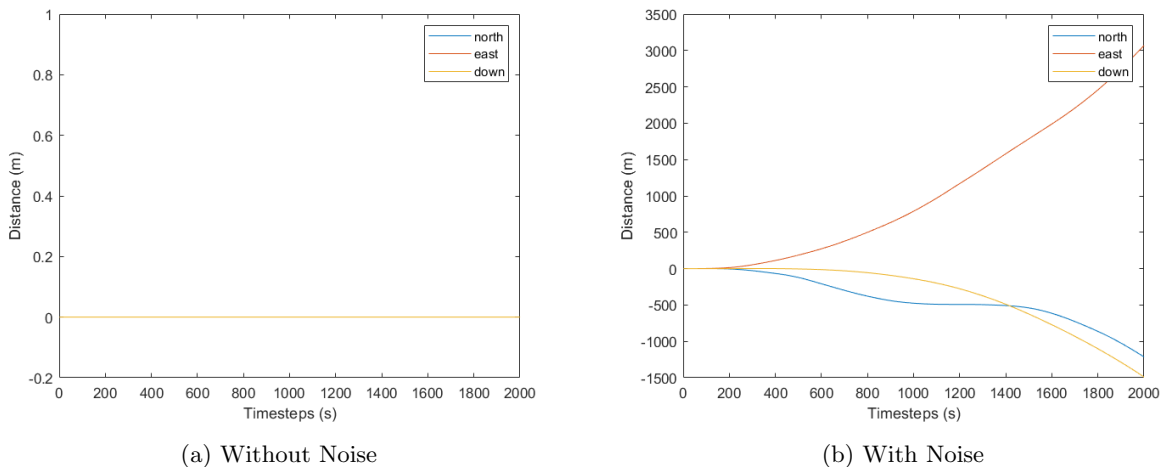 1
0.8
0.6
0.4
0.2
0
-0.2
Distance (m)
0 200 400 600 800 1000 1200 1400 1600 1800 2000
Timesteps (s)
north
east
down
(a) Without Noise
3500
3000
2500
2000
1500
1000
500
0
-500
-1000
-1500
Distance (m)
0 200 400 600 800 1000 1200 1400 1600 1800 2000
Timesteps (s)
north
east
down
(b) With Noise